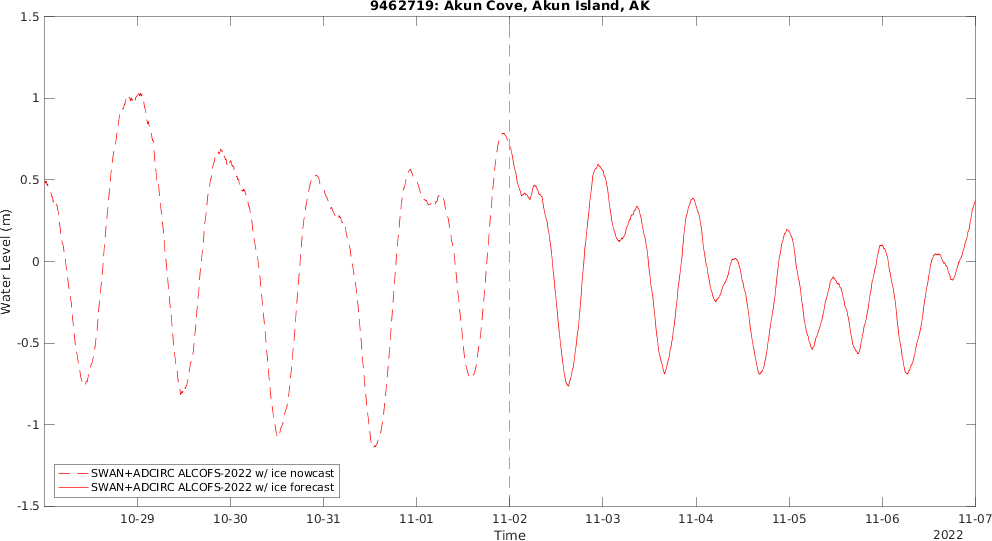 9462719: Akun Cove, Akun Island, AK
1.5
1
0.5
0
-0.5
-1
-1.5
Water Level (m)
SWAN+ADCIRC ALCOFS-2022 w/ ice nowcast
SWAN+ADCIRC ALCOFS-2022 w/ ice forecast
10-29 10-30 10-31 11-01 11-02 11-03 11-04 11-05 11-06 11-07
Time
2022